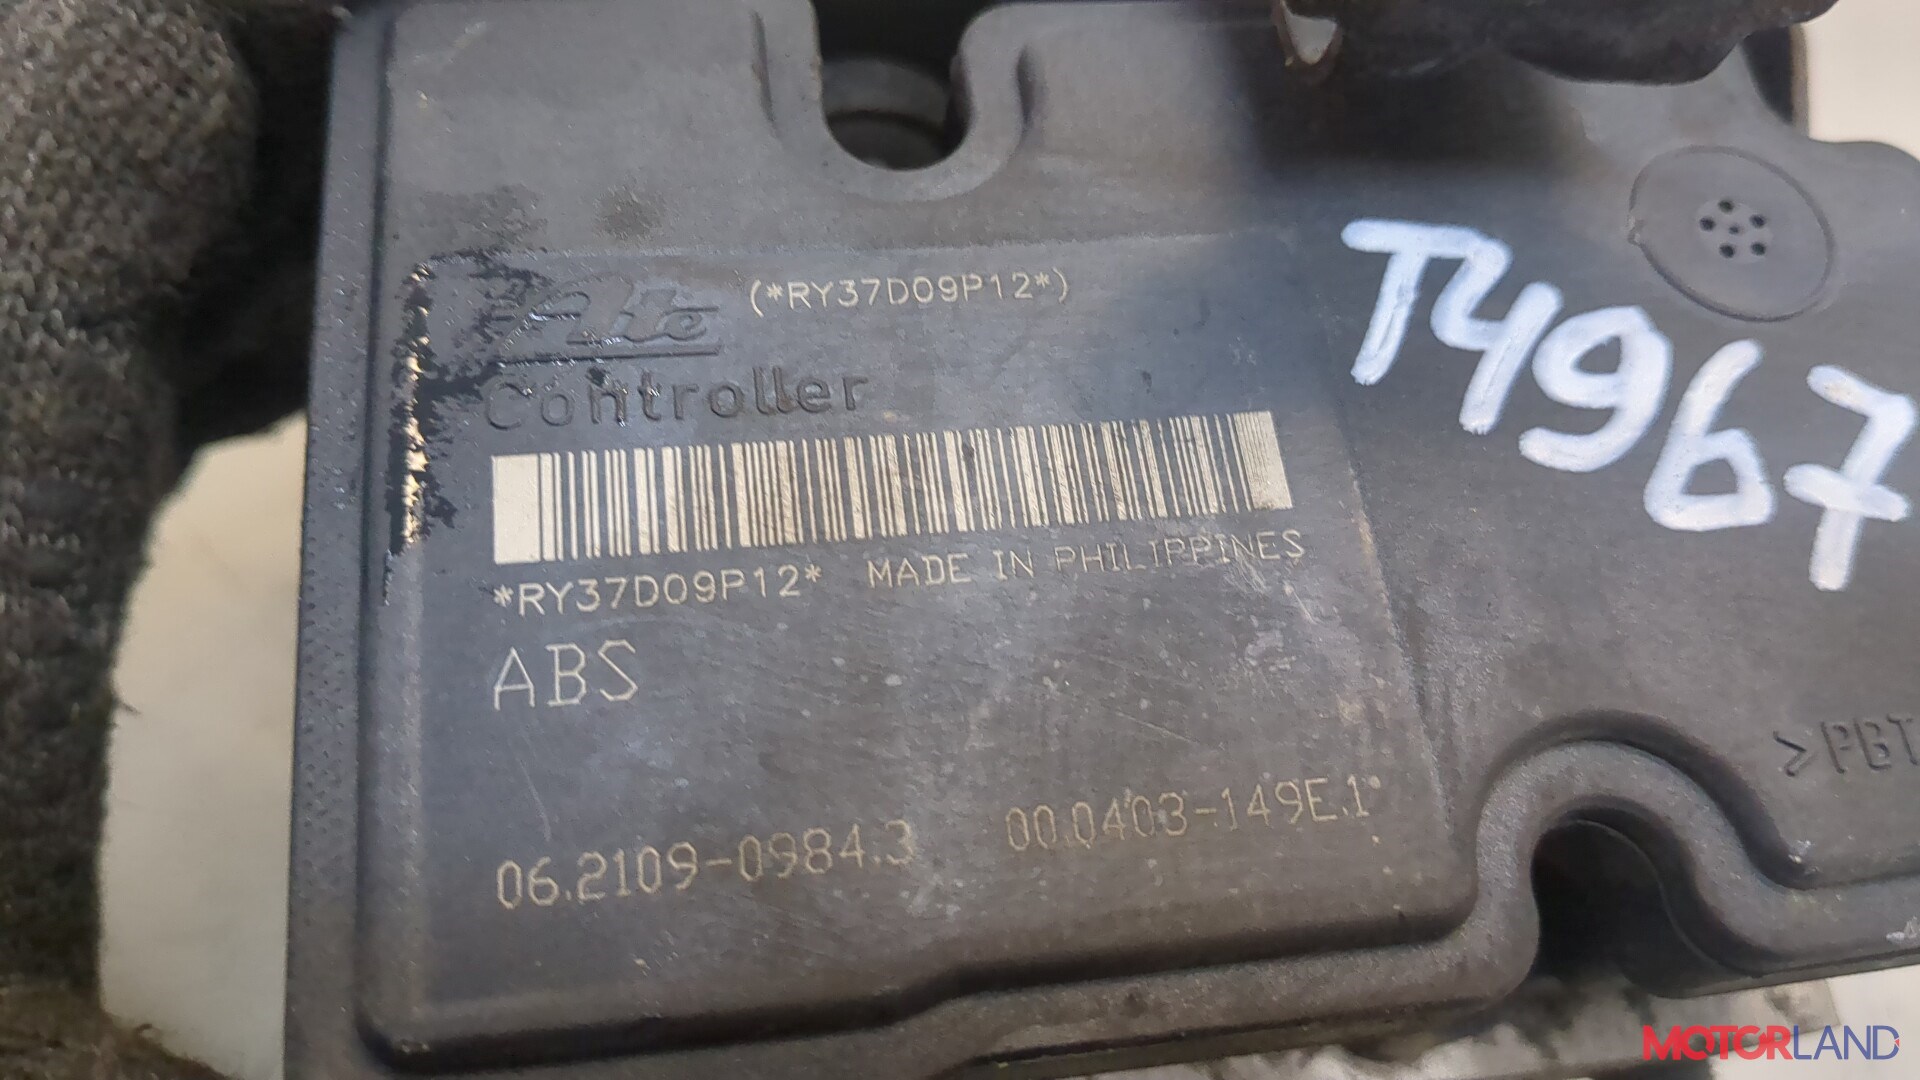 Ate (*RY37D09P12*)
T4967
Controller
*RY37D09P12* MADE IN PHILIPPINES
ABS
>PBT
06.2109-0984.3 00.0403-149E.1
MOTORLAND